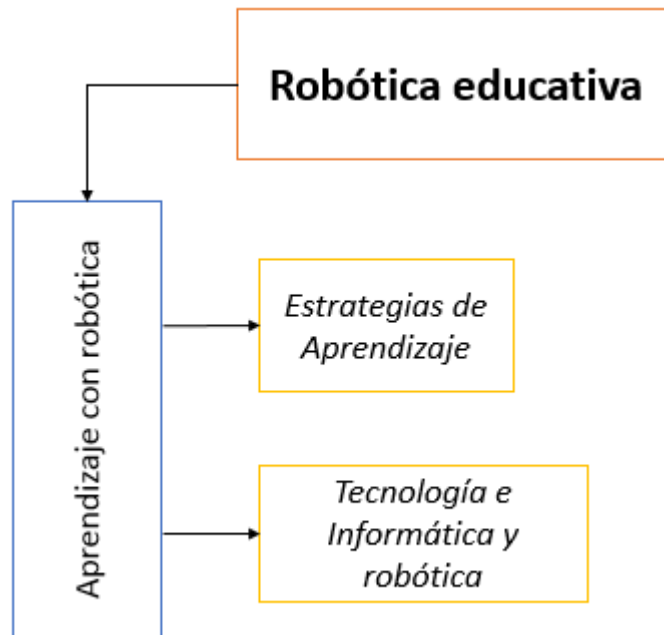 Robótica educativa
Aprendizaje con robótica
Estrategias de
Aprendizaje
Tecnología e
Informática y
robótica